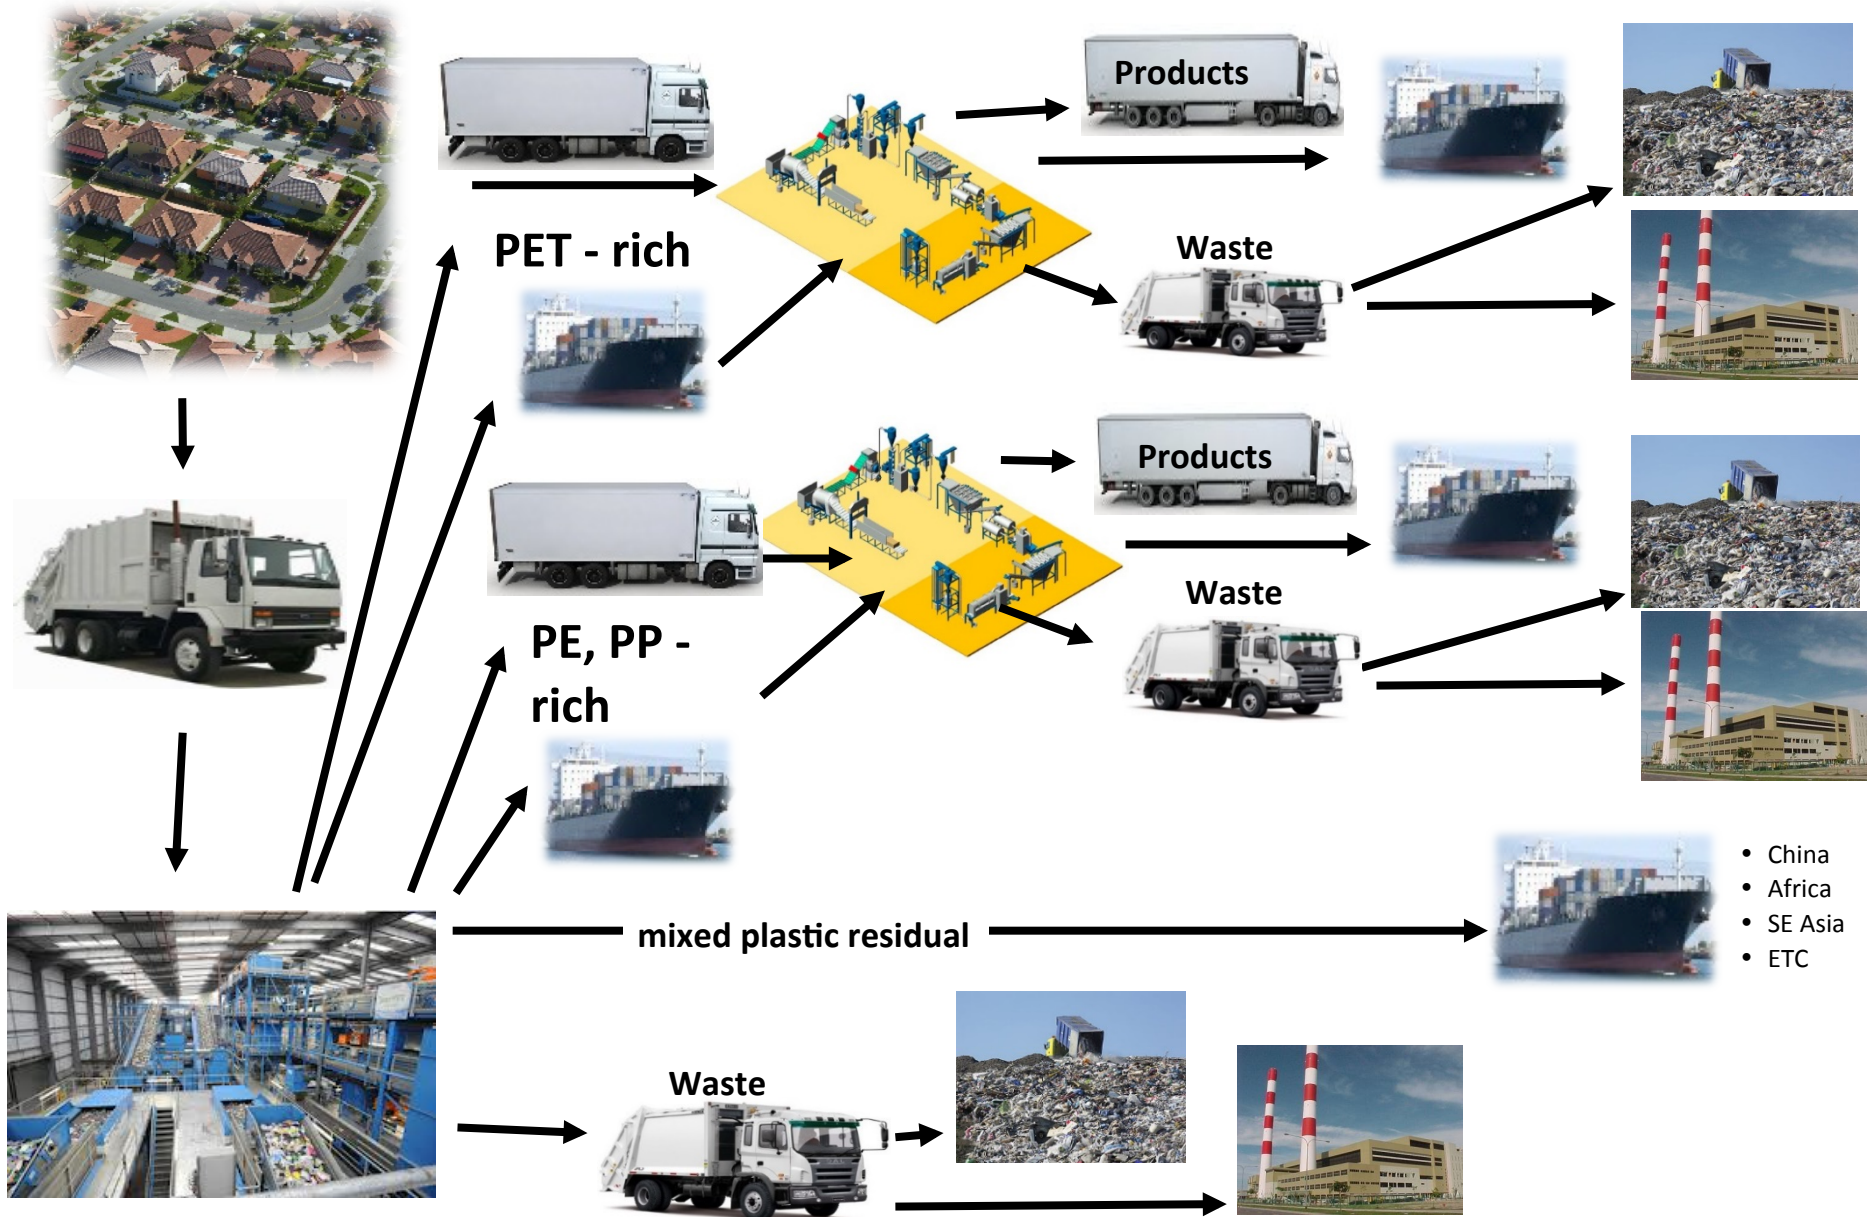 Products
PET - rich
Waste
Products
Waste
PE, PP -
rich
mixed plastic residual
• China
• Africa
• SE Asia
• ETC
Waste